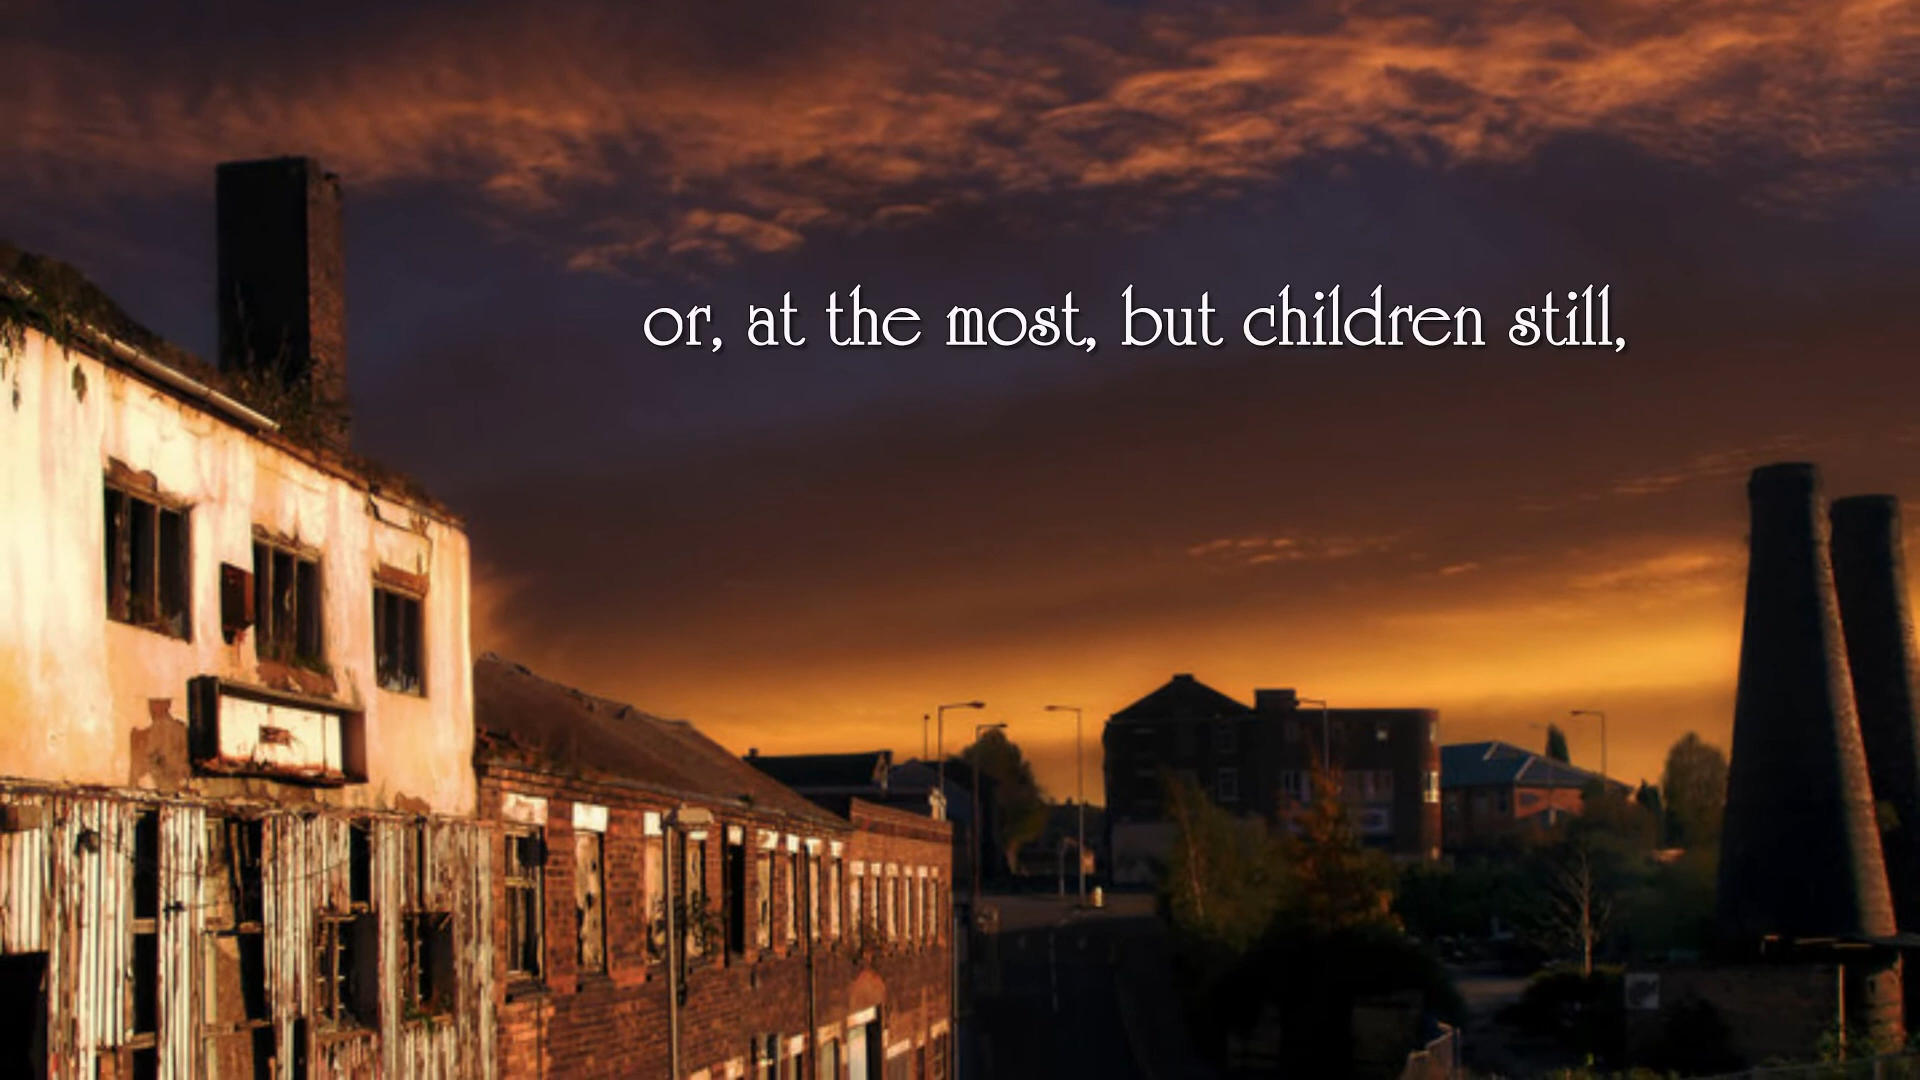 or, at the most, but children still,